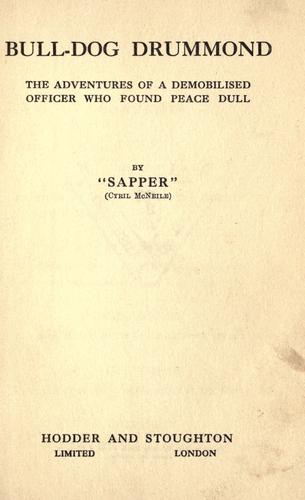 BULL-DOG DRUMMOND
THE ADVENTURES OF A DEMOBILISED
OFFICER WHO FOUND PEACE DULL
BY
"SAPPER"
(CYRIL MCNEILE)
HODDER AND STOUGHTON
LIMITED LONDON